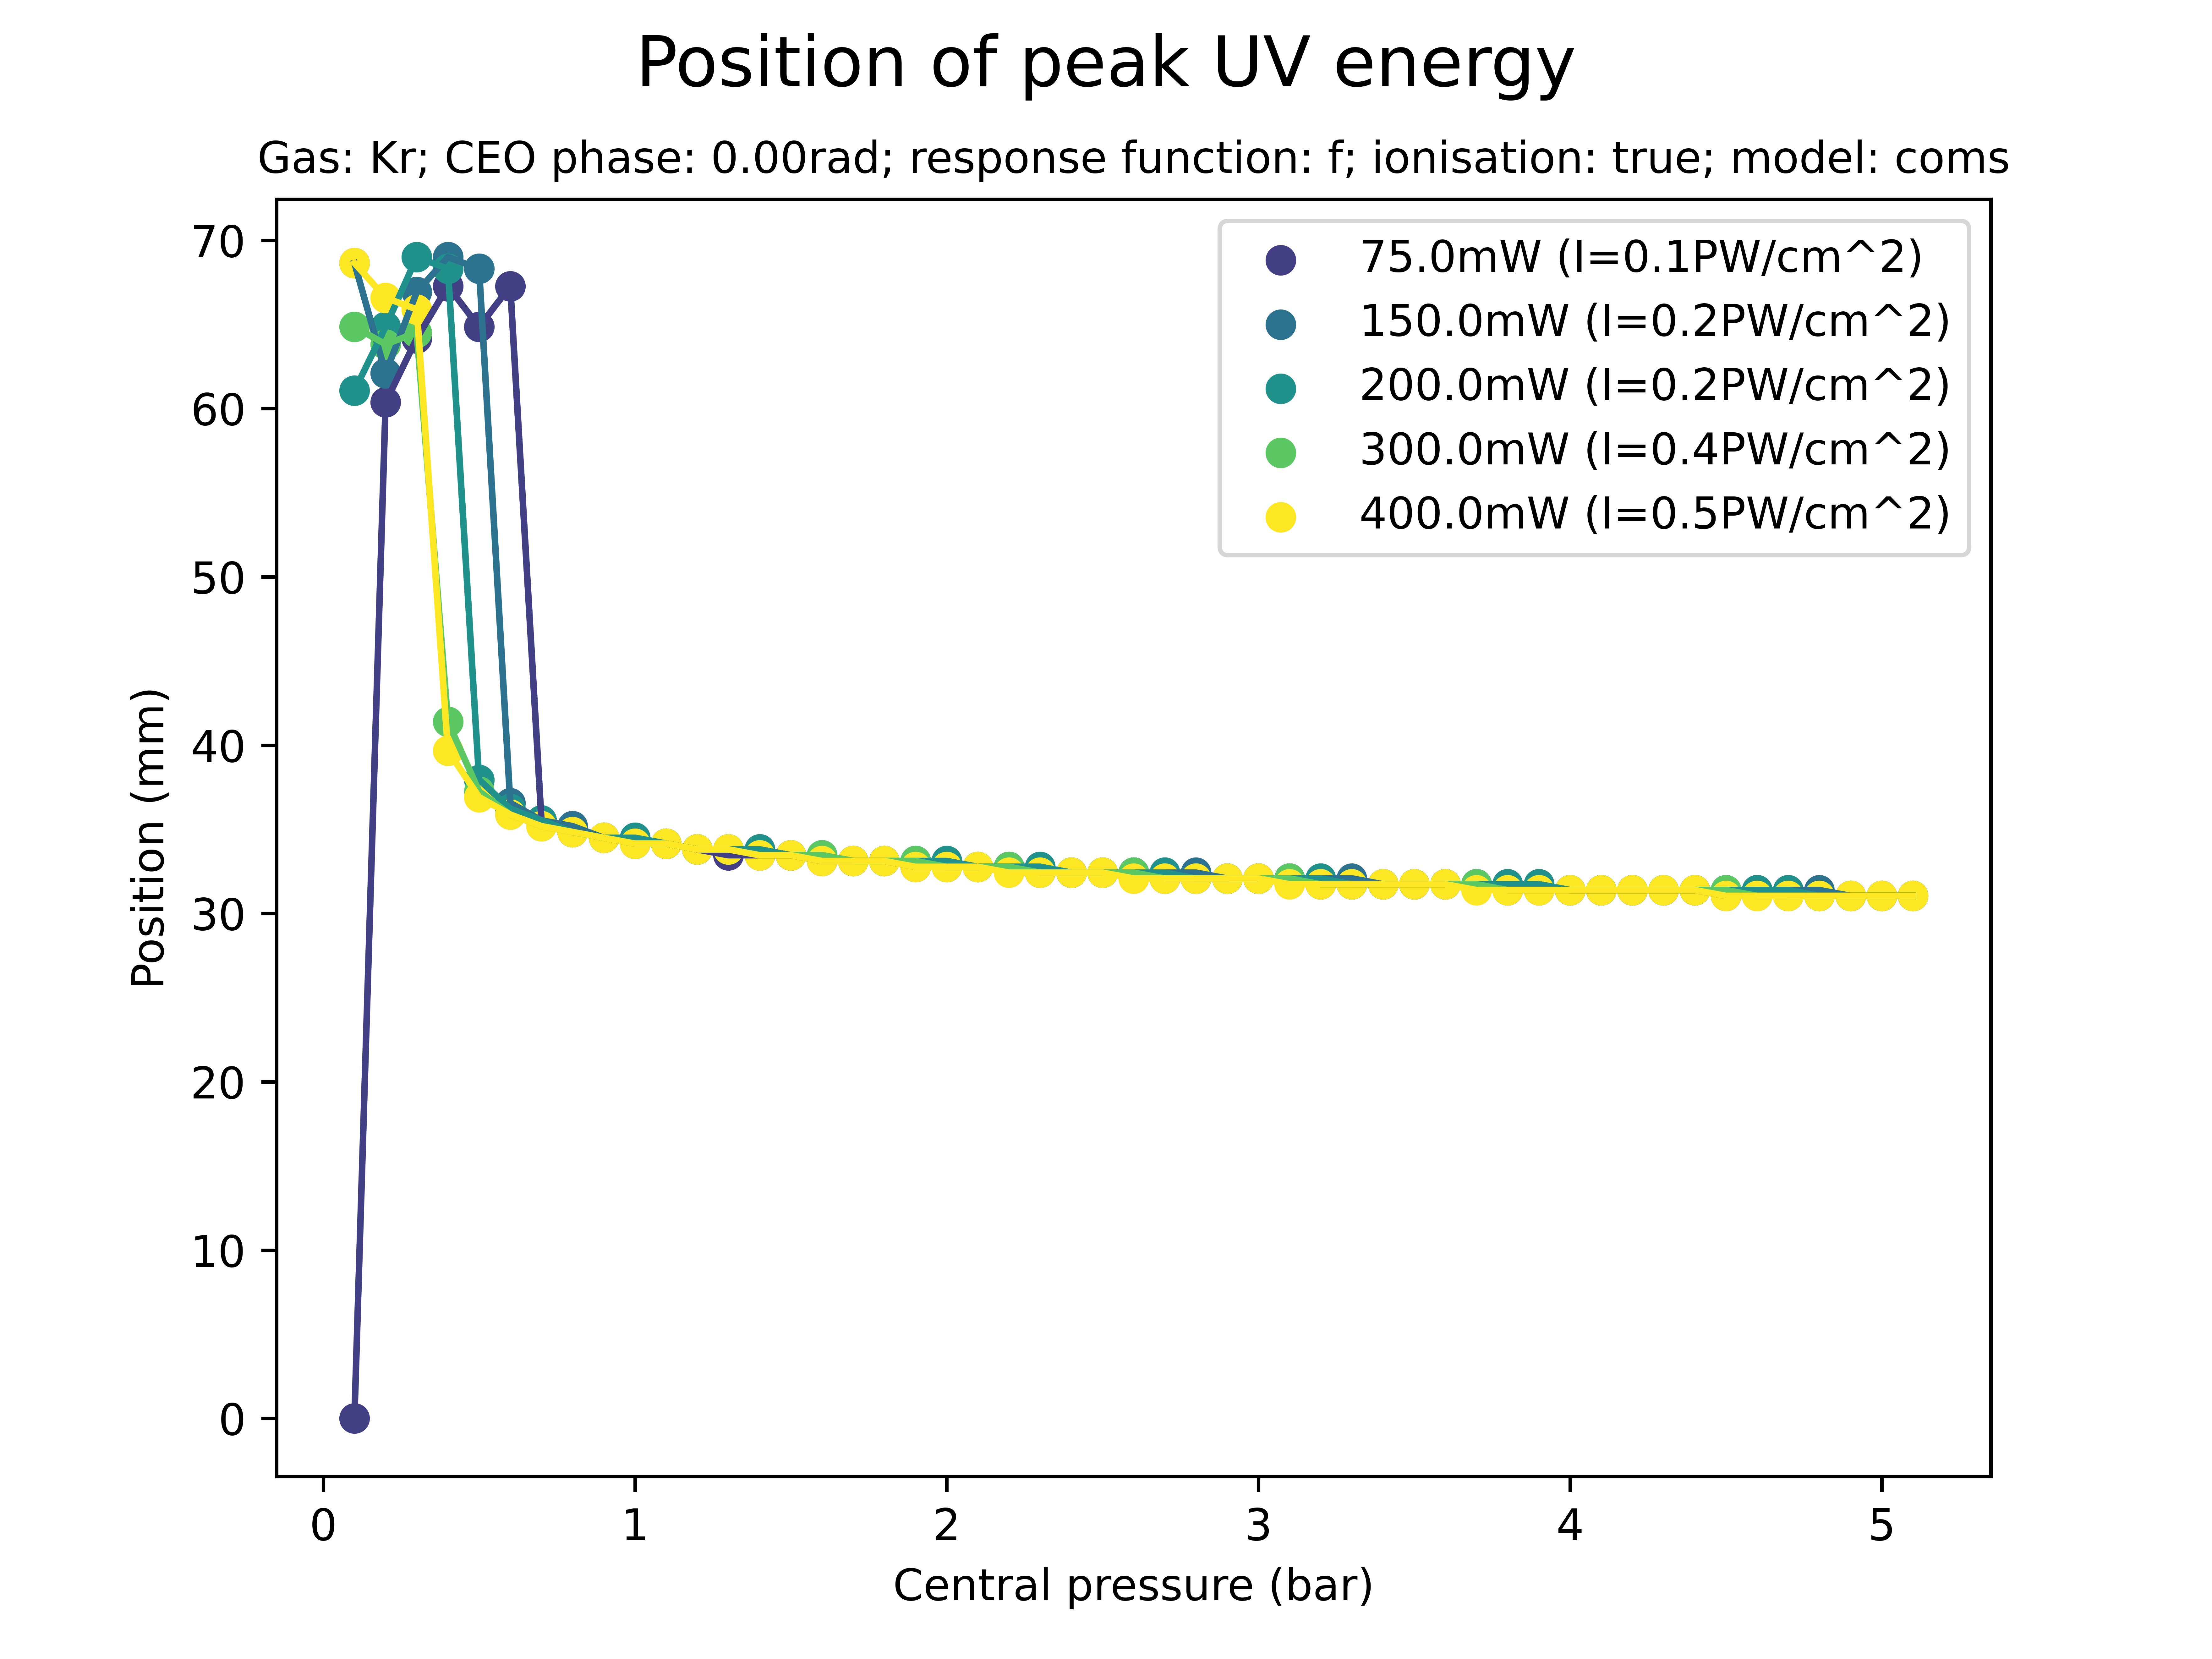 Position of peak UV energy
Gas: Kr; CEO phase: 0.00rad; response function: f; ionisation: true; model: coms
70
60
50
40
30
20
10
0
Position (mm)
75.0mW (I=0.1PW/cm^2)
150.0mW (I=0.2PW/cm^2)
200.0mW (I=0.2PW/cm^2)
300.0mW (I=0.4PW/cm^2)
400.0mW (I=0.5PW/cm^2)
0 1 2 3 4 5
Central pressure (bar)